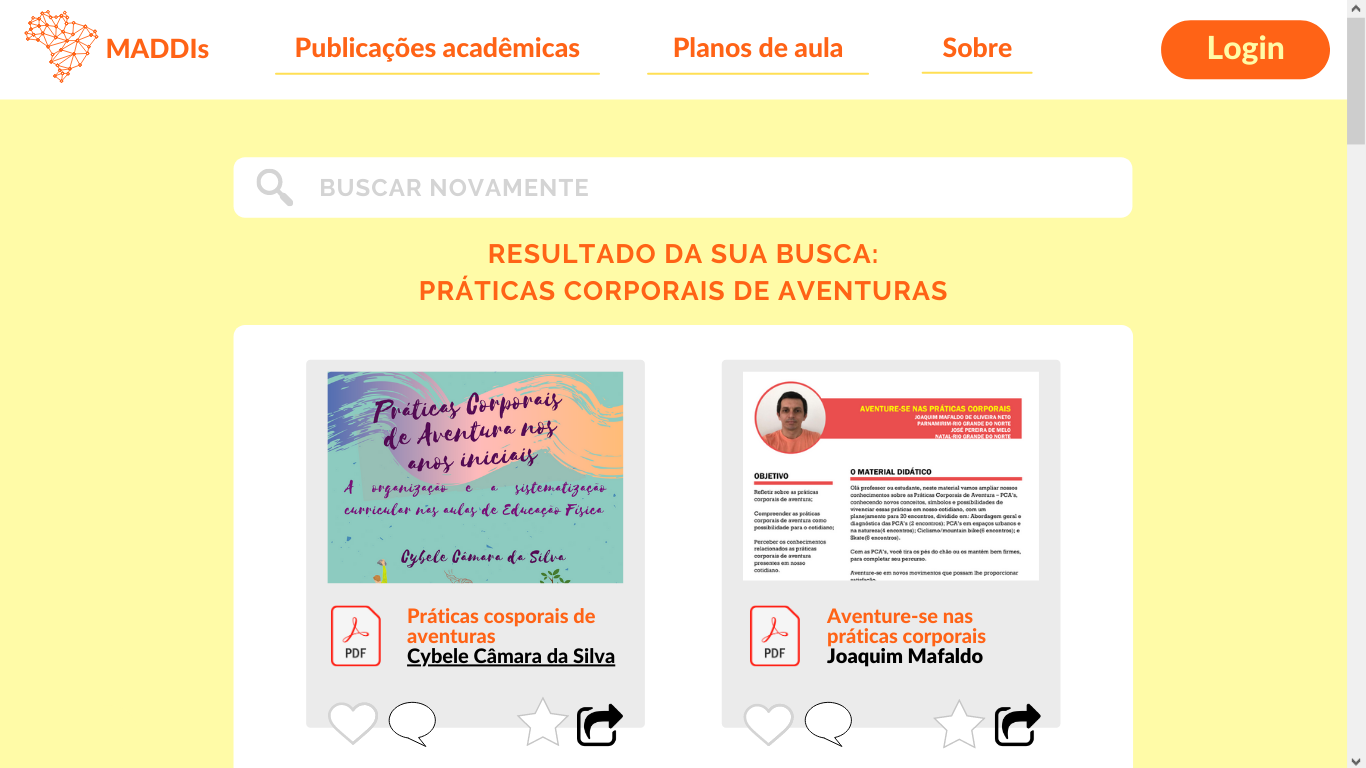 MADDIs
Publicações acadêmicas
Planos de aula
Sobre
Login
BUSCAR NOVAMENTE
RESULTADO DA SUA BUSCA:
PRÁTICAS CORPORAIS DE AVENTURAS
Práticas Corporais
de Aventura nos
anos iniciais
A organização e a sistematização
curricular nas aulas de Educação Física
Cybele Câmara da Silva
PDF
Práticas cosporais de
aventuras
Cybele Câmara da Silva
AVENTURE-SE NAS PRÁTICAS CORPORAIS
JOAQUIM MAFALDO DE OLIVEIRA NETO
PARNAMIRIM-RIO GRANDE DO NORTE
JOSÉ PEREIRA DE MELO
NATAL-RIO GRANDE DO NORTE
OBJETIVO
Refletir sobre as práticas
corporais de aventura;
Compreender as práticas
corporais de aventura como
possibilidade para o cotidiano;
Perceber os conhecimentos
relacionados as práticas
corporais de aventura
presentes em nosso
cotidiano.
O MATERIAL DIDÁTICO
Olá professor ou estudante, neste material vamos ampliar nossos
conhecimentos sobre as Práticas Corporais de Aventura – PCA's,
conhecendo novos conceitos, símbolos e possibilidades de
vivenciar essas práticas em nosso cotidiano, com um
planejamento para 20 encontros, dividido em: Abordagem geral e
diagnóstico das PCA's (2 encontros); PCA's em espaços urbanos e
na natureza(6 encontros); Ciclismo/mountain bike(6 encontros); e
Skate(6 encontros).
Com as PCA's, você tira os pés do chão ou os mantém bem firmes,
para completar seu percurso.
Aventure-se em novos movimentos que possam lhe proporcionar
satisfação
PDF
Aventure-se nas
práticas corporais
Joaquim Mafaldo